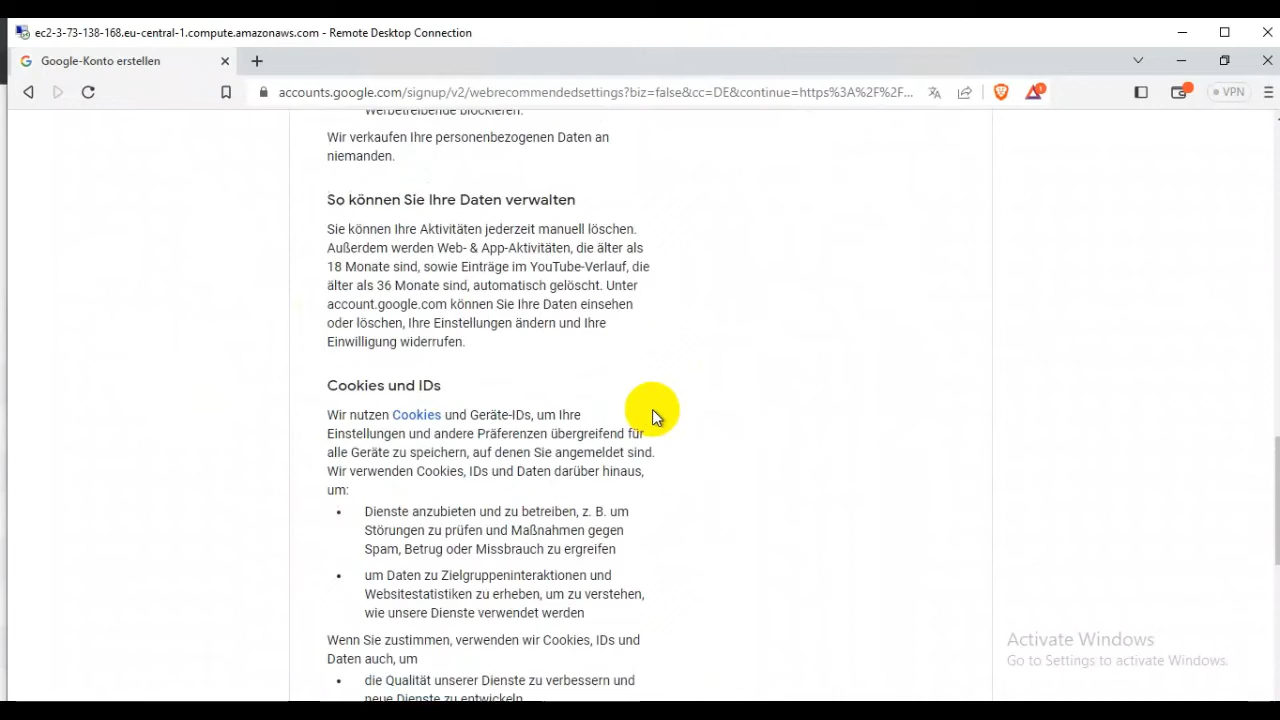 ec2-3-73-138-168.eu-central-1.compute.amazonaws.com - Remote Desktop Connection
Google-Konto erstellen
accounts.google.com/signup/v2/webrecommendedsettings?biz=false&cc=DE&continue=https%3A%2F%2F...
1
VPN
Werbetreibende blockieren.
Wir verkaufen Ihre personenbezogenen Daten an
niemanden.
So können Sie Ihre Daten verwalten
Sie können Ihre Aktivitäten jederzeit manuell löschen.
Außerdem werden Web- & App-Aktivitäten, die älter als
18 Monate sind, sowie Einträge im YouTube-Verlauf, die
älter als 36 Monate sind, automatisch gelöscht. Unter
account.google.com können Sie Ihre Daten einsehen
oder löschen, Ihre Einstellungen ändern und Ihre
Einwilligung widerrufen.
Cookies und IDs
Wir nutzen Cookies und Geräte-IDs, um Ihre
Einstellungen und andere Präferenzen übergreifend für
alle Geräte zu speichern, auf denen Sie angemeldet sind.
Wir verwenden Cookies, IDs und Daten darüber hinaus,
um:
• Dienste anzubieten und zu betreiben, z. B. um
Störungen zu prüfen und Maßnahmen gegen
Spam, Betrug oder Missbrauch zu ergreifen
• um Daten zu Zielgruppeninteraktionen und
Websitestatistiken zu erheben, um zu verstehen,
wie unsere Dienste verwendet werden
Wenn Sie zustimmen, verwenden wir Cookies, IDs und
Daten auch, um
• die Qualität unserer Dienste zu verbessern und
neue Dienste zu entwickeln
Activate Windows
Go to Settings to activate Windows.